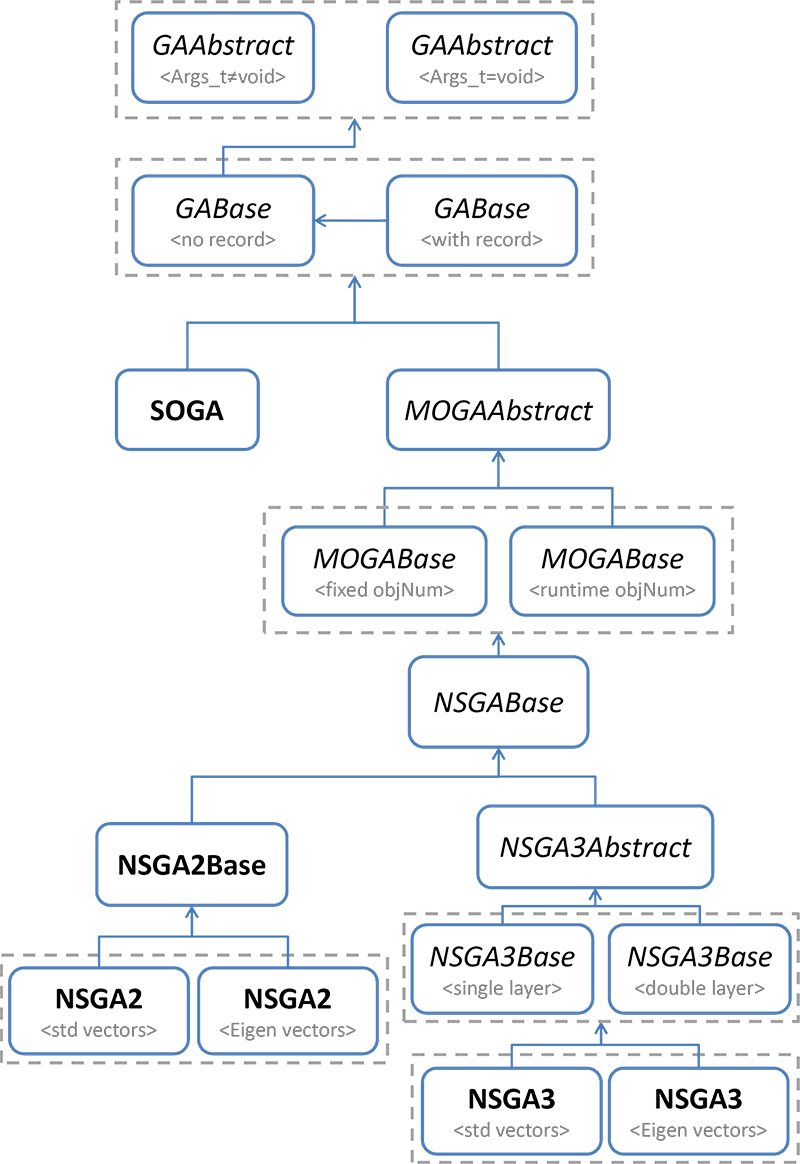 GAAbstract
<Args_t≠void>
GAAbstract
<Args_t=void>
GABase
<no record>
GABase
<with record>
SOGA
MOGAAbstract
MOGABase
<fixed objNum>
MOGABase
<runtime objNum>
NSGABase
NSGA2Base
NSGA3Abstract
NSGA3Base
<single layer>
NSGA3Base
<double layer>
NSGA2
<std vectors>
NSGA2
<Eigen vectors>
NSGA3
<std vectors>
NSGA3
<Eigen vectors>